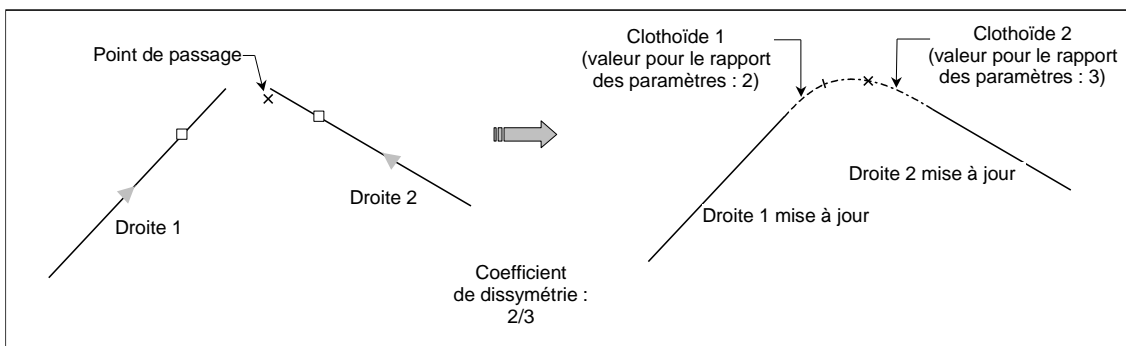 Point de passage
Droite 1
Droite 2
Coefficient
de dissymétrie :
2/3
Clothoïde 1
(valeur pour le rapport
des paramètres : 2)
Clothoïde 2
(valeur pour le rapport
des paramètres : 3)
Droite 2 mise à jour
Droite 1 mise à jour